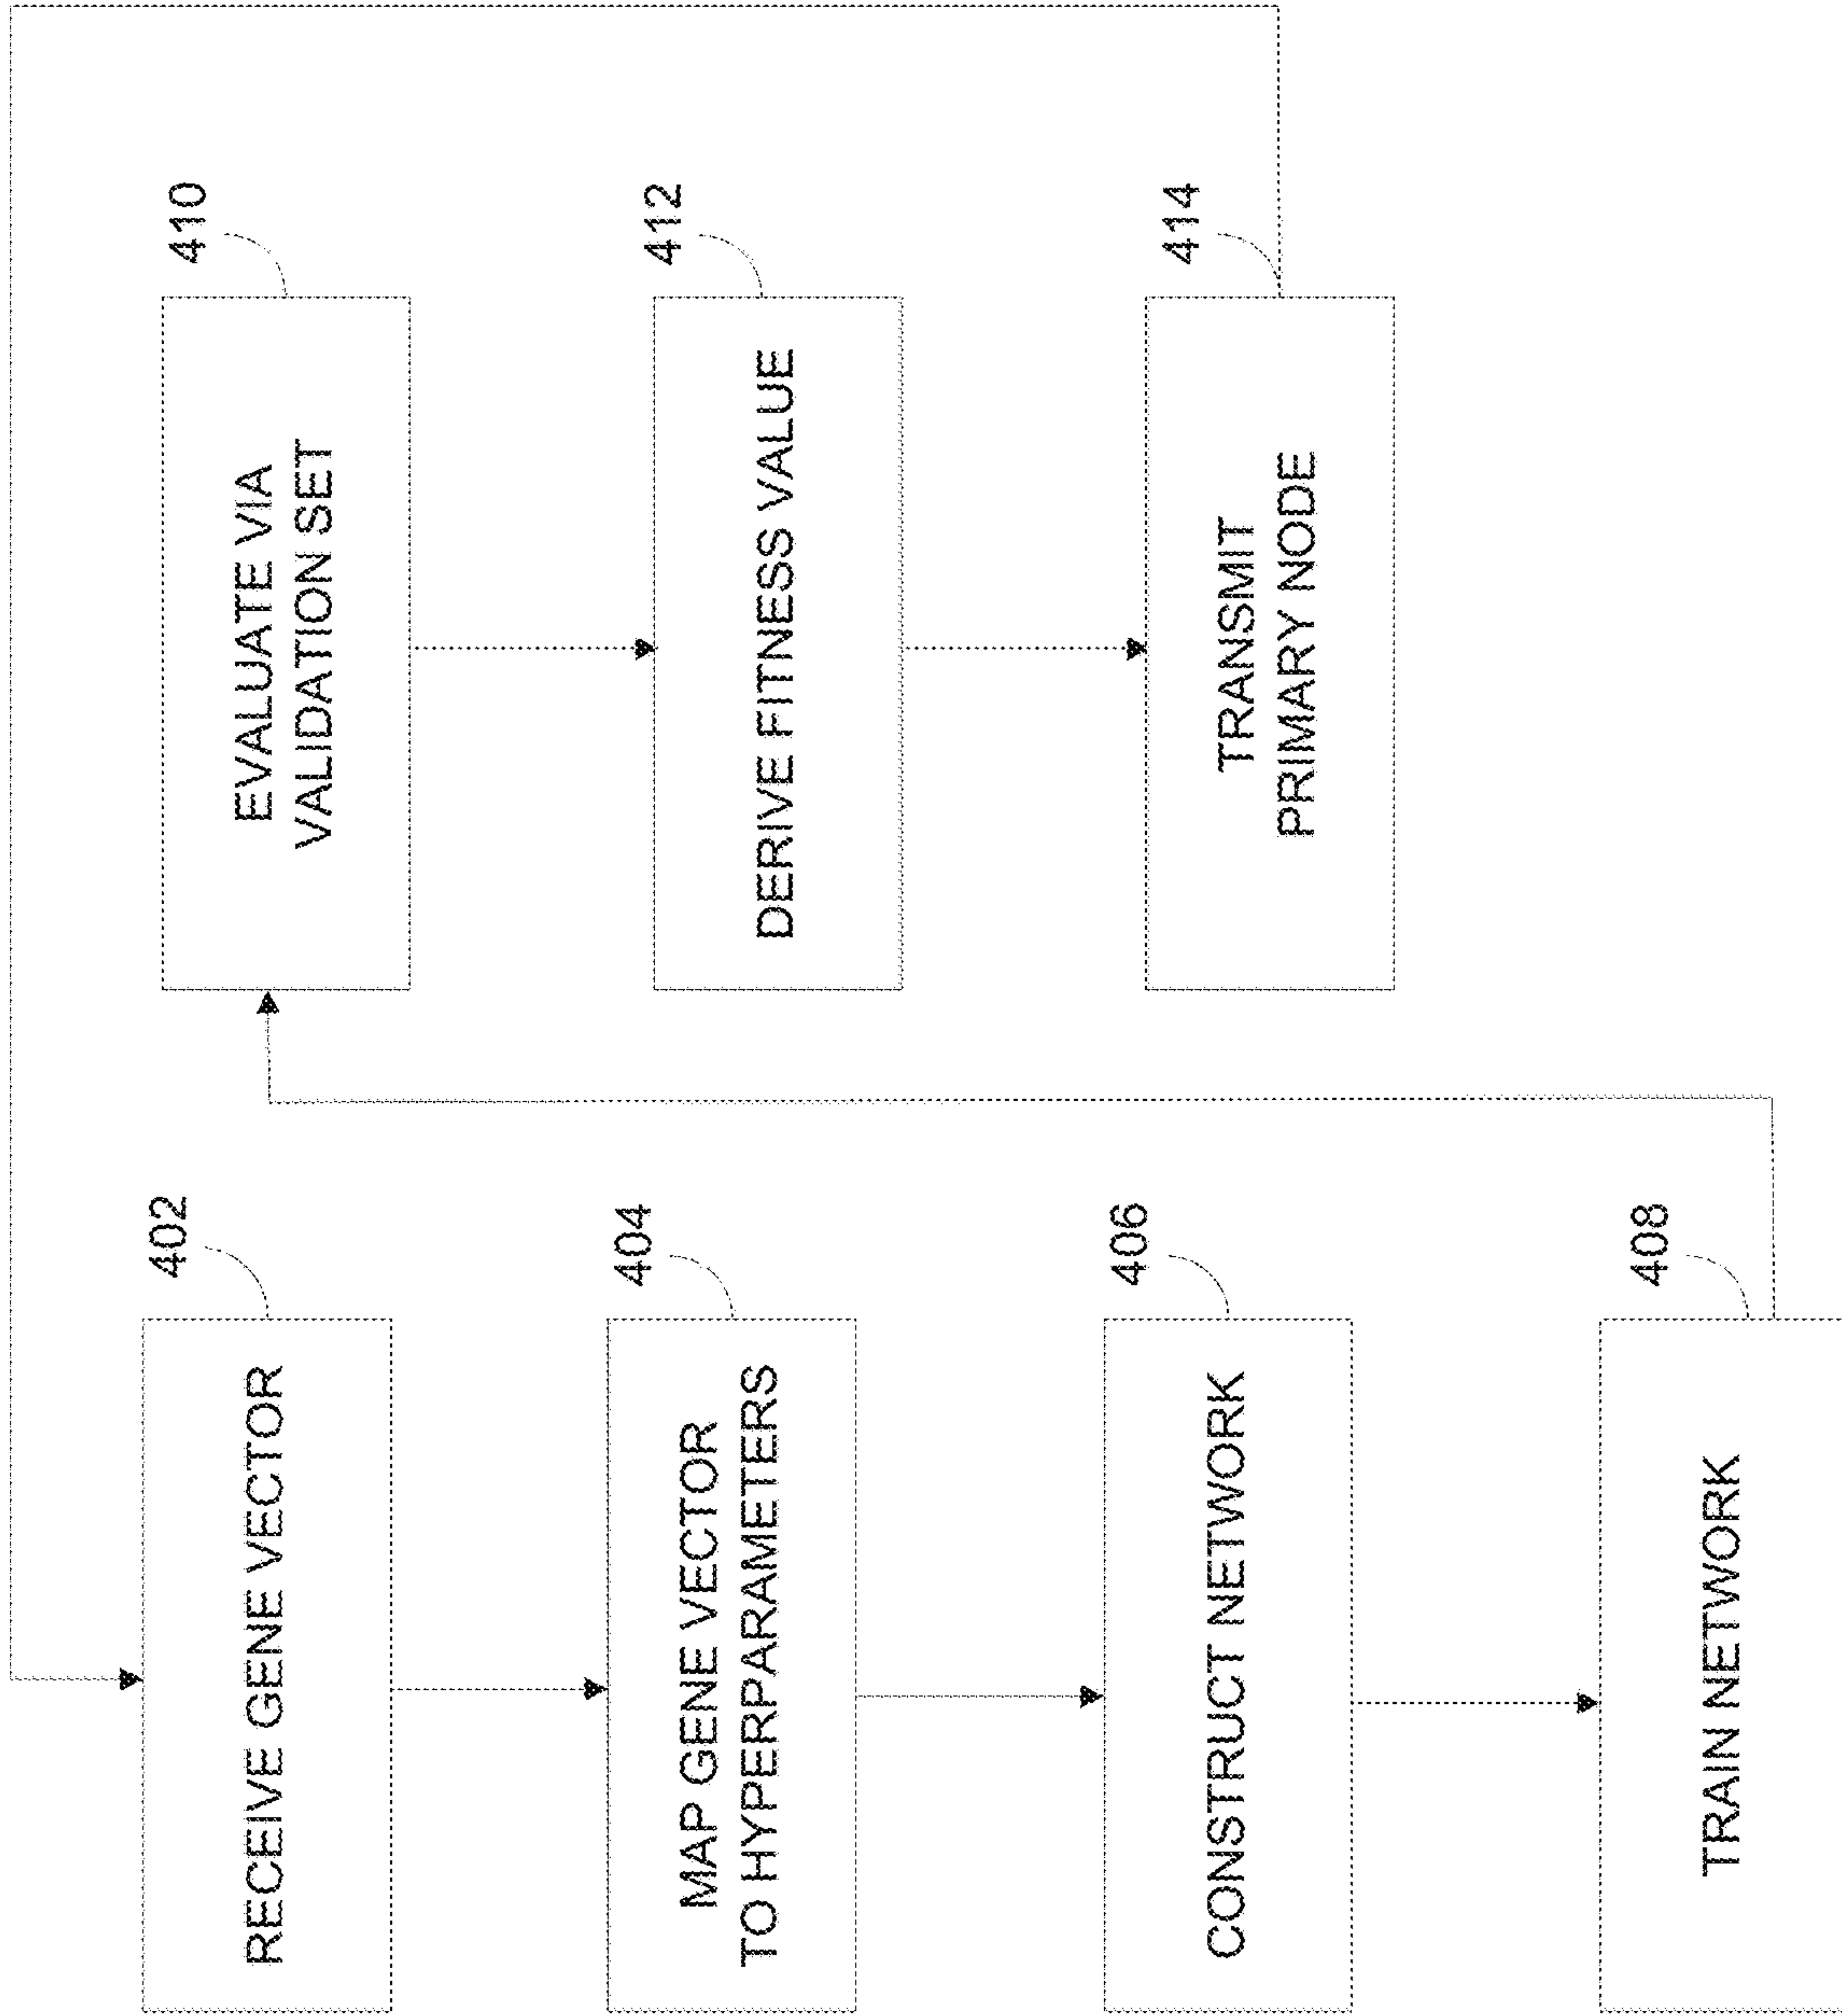 402
RECEIVE GENE VECTOR
404
MAP GENE VECTOR
TO HYPERPARAMETERS
406
CONSTRUCT NETWORK
408
TRAIN NETWORK
410
EVALUATE VIA
VALIDATION SET
412
DERIVE FITNESS VALUE
414
TRANSMIT
PRIMARY NODE